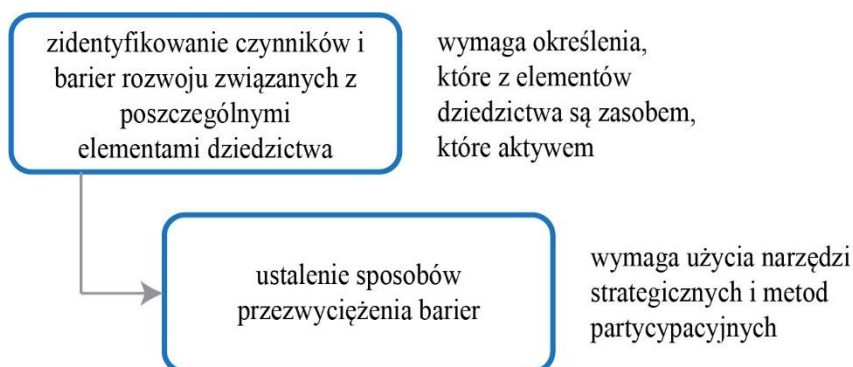 zidentyfikowanie czynników i
barier rozwoju związanych z
poszczególnymi
elementami dziedzictwa
wymaga określenia,
które z elementów
dziedzictwa są zasobem,
które aktywem
ustalenie sposobów
przezwyciężenia barier
wymaga użycia narzędzi
strategicznych i metod
partycypacyjnych